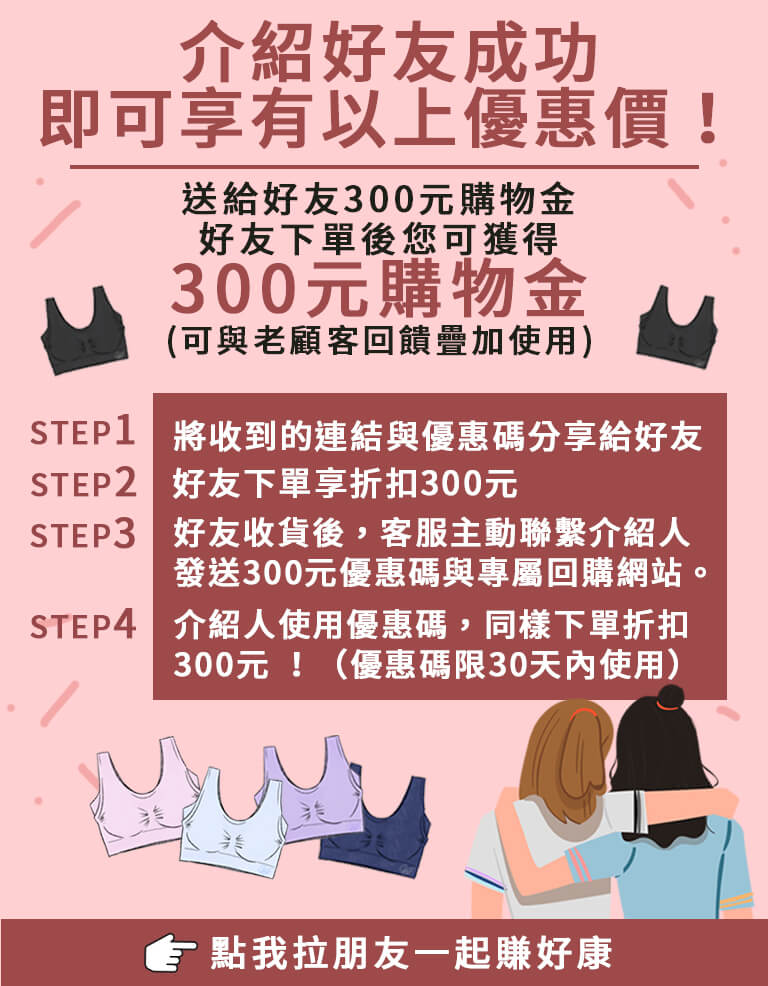 介紹好友成功
即可享有以上優惠價！
送給好友300元購物金
好友下單後您可獲得
300元購物金
(可與老顧客回饋疊加使用)
STEP1 將收到的連結與優惠碼分享給好友
STEP2 好友下單享折扣300元
STEP3 好友收貨後，客服主動聯繫介紹人
發送300元優惠碼與專屬回購網站。
STEP4 介紹人使用優惠碼，同樣下單折扣
300元 ！（優惠碼限30天內使用）
點我拉朋友一起賺好康